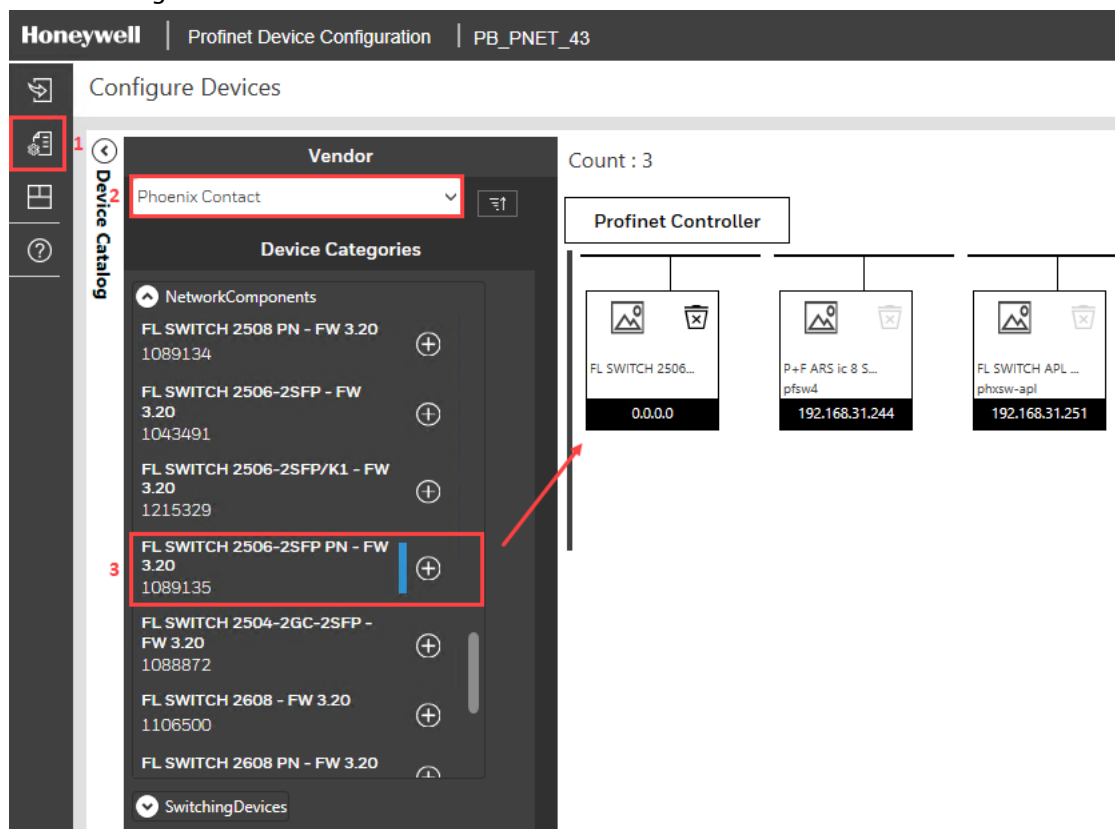 Honeywell | Profinet Device Configuration | PB_PNET_43
Configure Devices
1
Device Catalog
Vendor
2
Phoenix Contact
Device Categories
NetworkComponents
FL SWITCH 2508 PN - FW 3.20
1089134
FL SWITCH 2506-2SFP - FW
3.20
1043491
FL SWITCH 2506-2SFP/K1 - FW
3.20
1215329
3
FL SWITCH 2506-2SFP PN - FW
3.20
1089135
FL SWITCH 2504-2GC-2SFP -
FW 3.20
1088872
FL SWITCH 2608 - FW 3.20
1106500
FL SWITCH 2608 PN - FW 3.20
SwitchingDevices
Count : 3
Profinet Controller
FL SWITCH 2506...
0.0.0.0
P+F ARS ic 8 S...
pfsw4
192.168.31.244
FL SWITCH APL ...
phxsw-apl
192.168.31.251